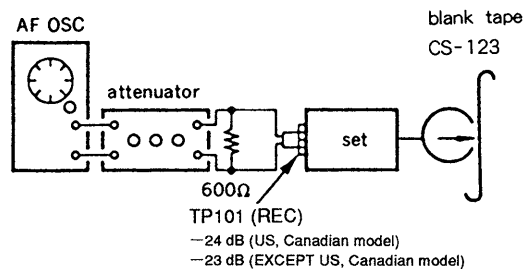 blank tape
CS-123
AF OSC
attenuator
set
600Ω
TP101 (REC)
—24 dB (US, Canadian model)
—23 dB (EXCEPT US, Canadian model)